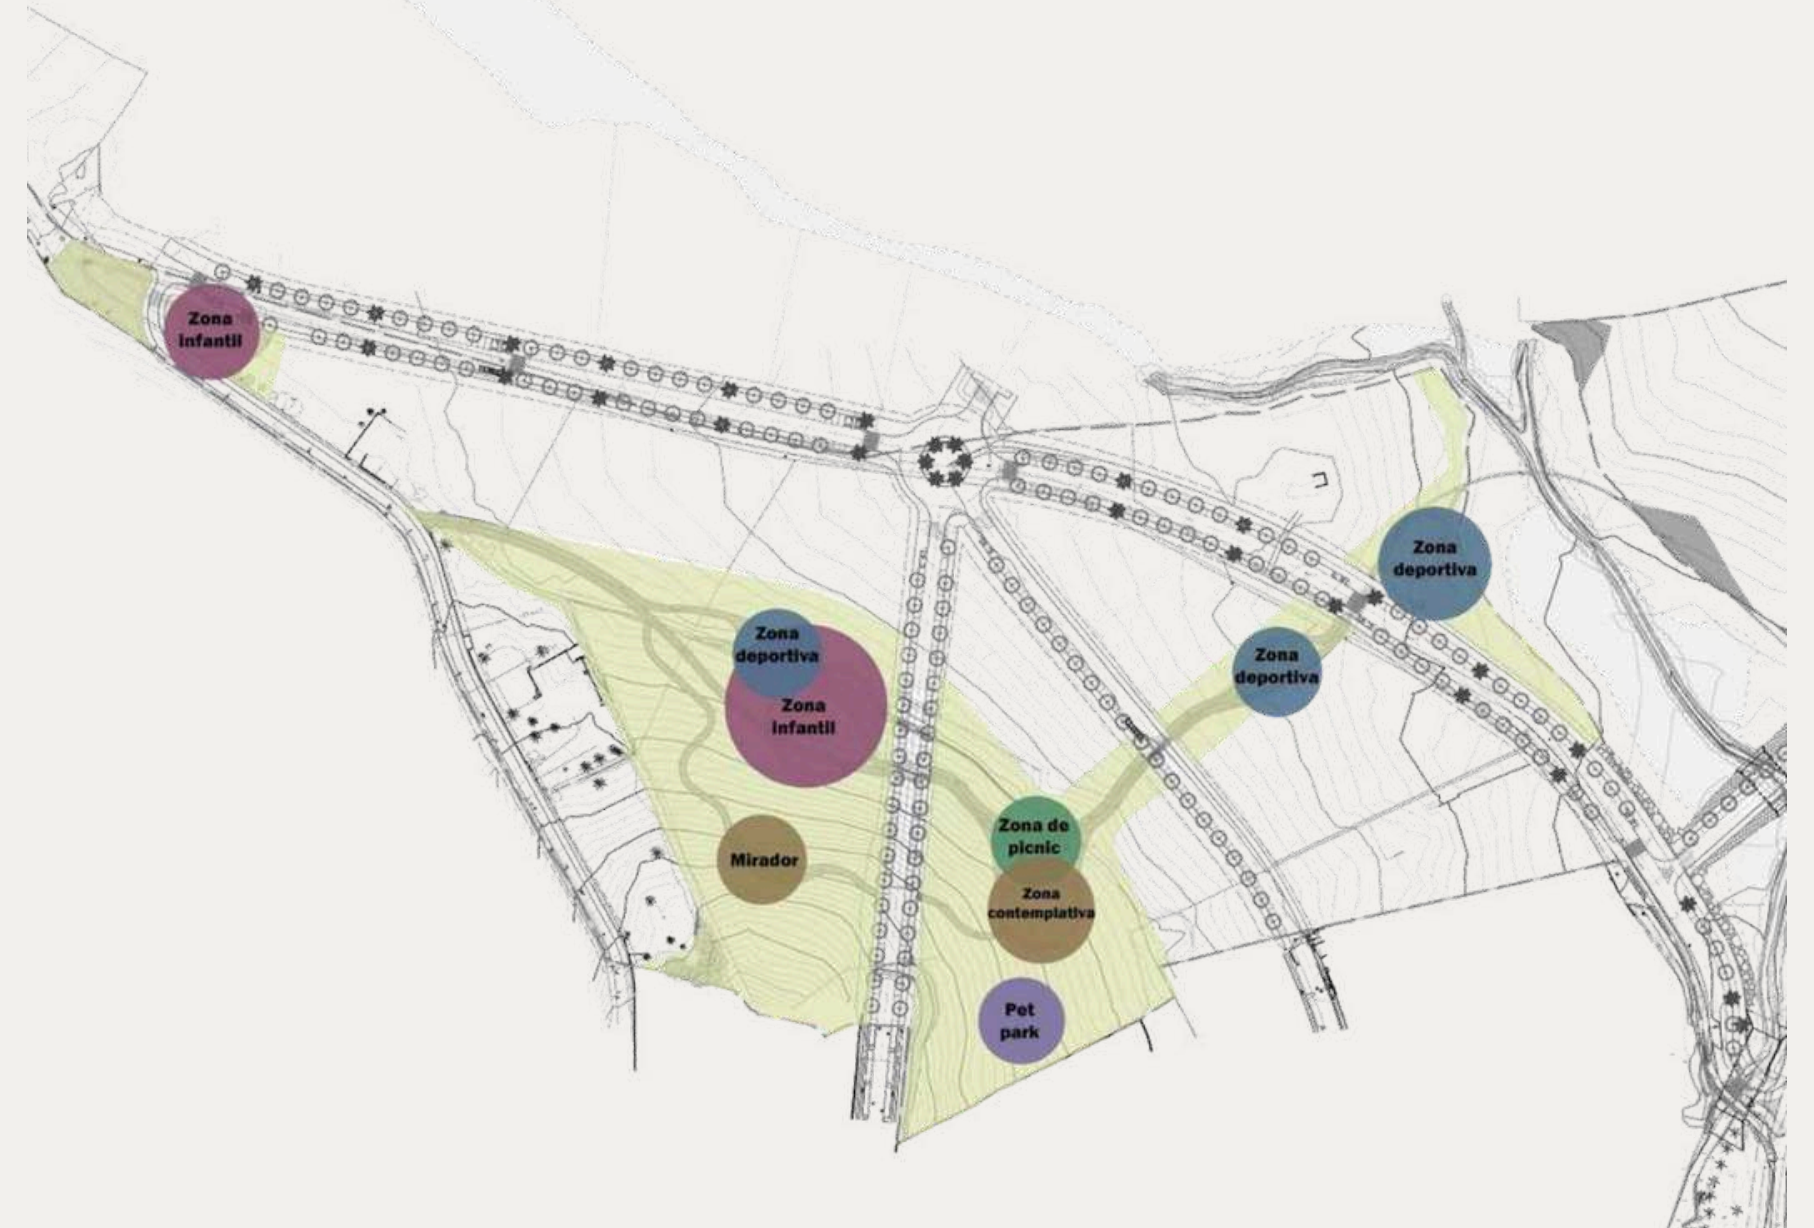 Zona
infantil
Zona
deportiva
Zona
deportiva
Zona
deportiva
Zona
infantil
Zona de
picnic
Mirador
Zona
contemplativa
Pet
park